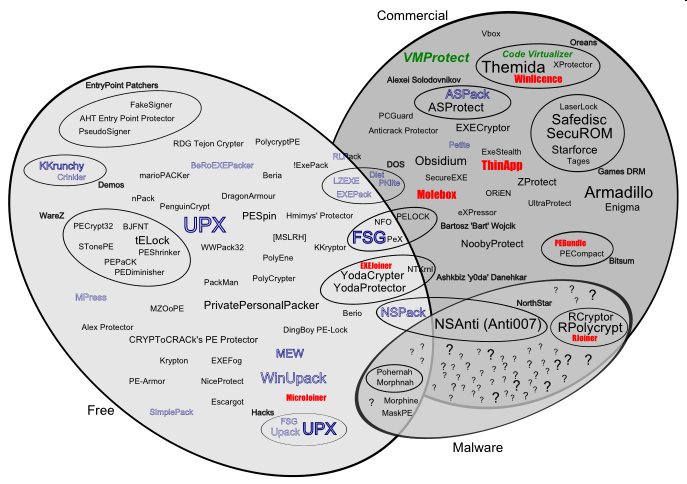 Commercial
Vbox
Oreans
VMProtect
Code Virtualizer
Themida
XProtector
Winlicence
Alexei Solodovnikov
ASPack
ASProtect
PCGuard
Anticrack Protector
EXECryptor
LaserLock
Safedisc
SecuROM
Starforce
Tages
Games DRM
Petite
ExeStealth
Obsidium
ThinApp
SecureEXE
ZProtect
Molebox
ORiEN
UltraProtect
Armadillo
Enigma
eXPressor
Bartosz 'Bart' Wojcik
NoobyProtect
PEBundle
PECompact
Bitsum
EntryPoint Patchers
FakeSigner
AHT Entry Point Protector
PseudoSigner
RDG Tejon Crypter
PolycryptPE
KKrunchy
Crinkler
Demos
BeRoEXEPacker
marioPACKer
Beria
!ExePack
RLPack
DOS
LZEXE
Diet
PKlite
EXEPack
nPack
DragonArmour
PenguinCrypt
WareZ
PECrypt32
BJFNT
STonePE
tELock
PEShrinker
PEPaCK
PEDiminisher
UPX
PESpin
Hmimys' Protector
NFO
PELOCK
FSG
PeX
WWPack32
[MSLRH]
KKryptor
PolyEne
EXEJoiner
NTKrnl
YodaCrypter
YodaProtector
Ashkbiz 'y0da' Danehkar
PackMan
PolyCrypter
MPress
MZOoPE
PrivatePersonalPacker
Berio
NSPack
NorthStar
NSAnti (Anti007)
RCryptor
RPolycrypt
RJoiner
? ? ?
? ?
Alex Protector
DingBoy PE-Lock
CRYPToCRACk's PE Protector
MEW
Krypton
EXEFog
WinUpack
PE-Armor
NiceProtect
MicroJoiner
Escargot
SimplePack
Hacks
FSG
Upack
UPX
Free
Pohernah
Morphnah
Morphine
MaskPE
Malware